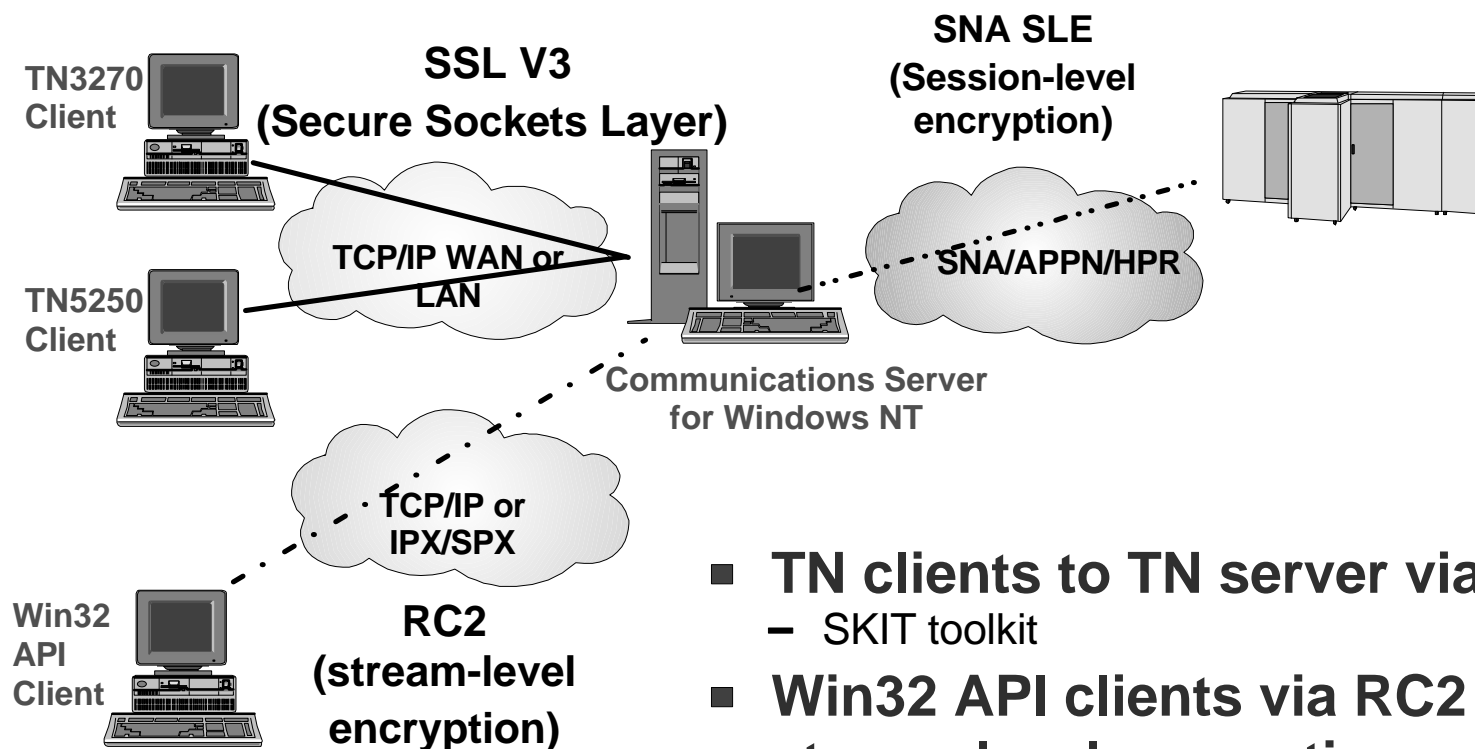 TN3270
Client
SSL V3
(Secure Sockets Layer)
SNA SLE
(Session-level
encryption)
TCP/IP WAN or
LAN
SNA/APPN/HPR
TN5250
Client
Communications Server
for Windows NT
TCP/IP or
IPX/SPX
Win32
API
Client
RC2
(stream-level
encryption)
■ TN clients to TN server via
– SKIT toolkit
■ Win32 API clients via RC2